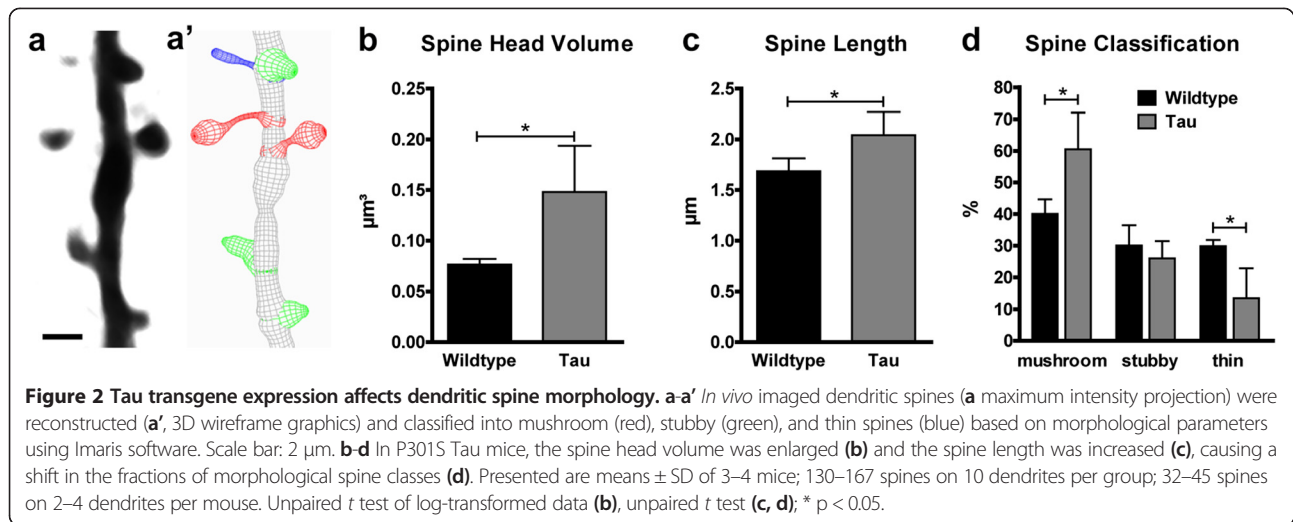 a
a'
b
Spine Head Volume
0.25
0.20
0.15
0.10
0.05
0.00
µm³
*
Wildtype
Tau
c
Spine Length
2.5
2.0
1.5
1.0
0.5
0.0
µm
*
Wildtype
Tau
d
Spine Classification
80
70
60
50
40
30
20
10
0
%
*
*
Wildtype
Tau
mushroom
stubby
thin
Figure 2 Tau transgene expression affects dendritic spine morphology. a-a' In vivo imaged dendritic spines (a maximum intensity projection) were
reconstructed (a', 3D wireframe graphics) and classified into mushroom (red), stubby (green), and thin spines (blue) based on morphological parameters
using Imaris software. Scale bar: 2 µm. b-d In P301S Tau mice, the spine head volume was enlarged (b) and the spine length was increased (c), causing a
shift in the fractions of morphological spine classes (d). Presented are means ± SD of 3–4 mice; 130–167 spines on 10 dendrites per group; 32–45 spines
on 2–4 dendrites per mouse. Unpaired t test of log-transformed data (b), unpaired t test (c, d); * p < 0.05.